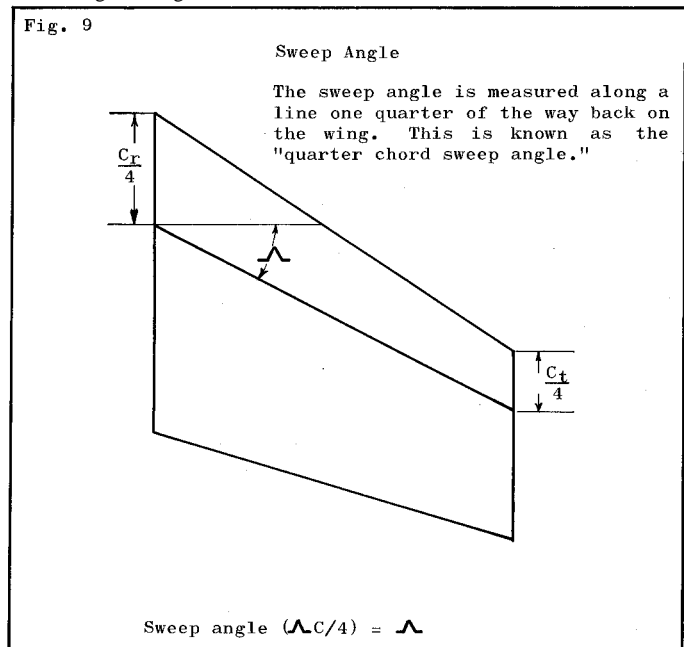 Fig. 9
Sweep Angle
The sweep angle is measured along a
line one quarter of the way back on
the wing. This is known as the
"quarter chord sweep angle."
Cr
4
Λ
Ct
4
Sweep angle (ΛC/4) = Λ